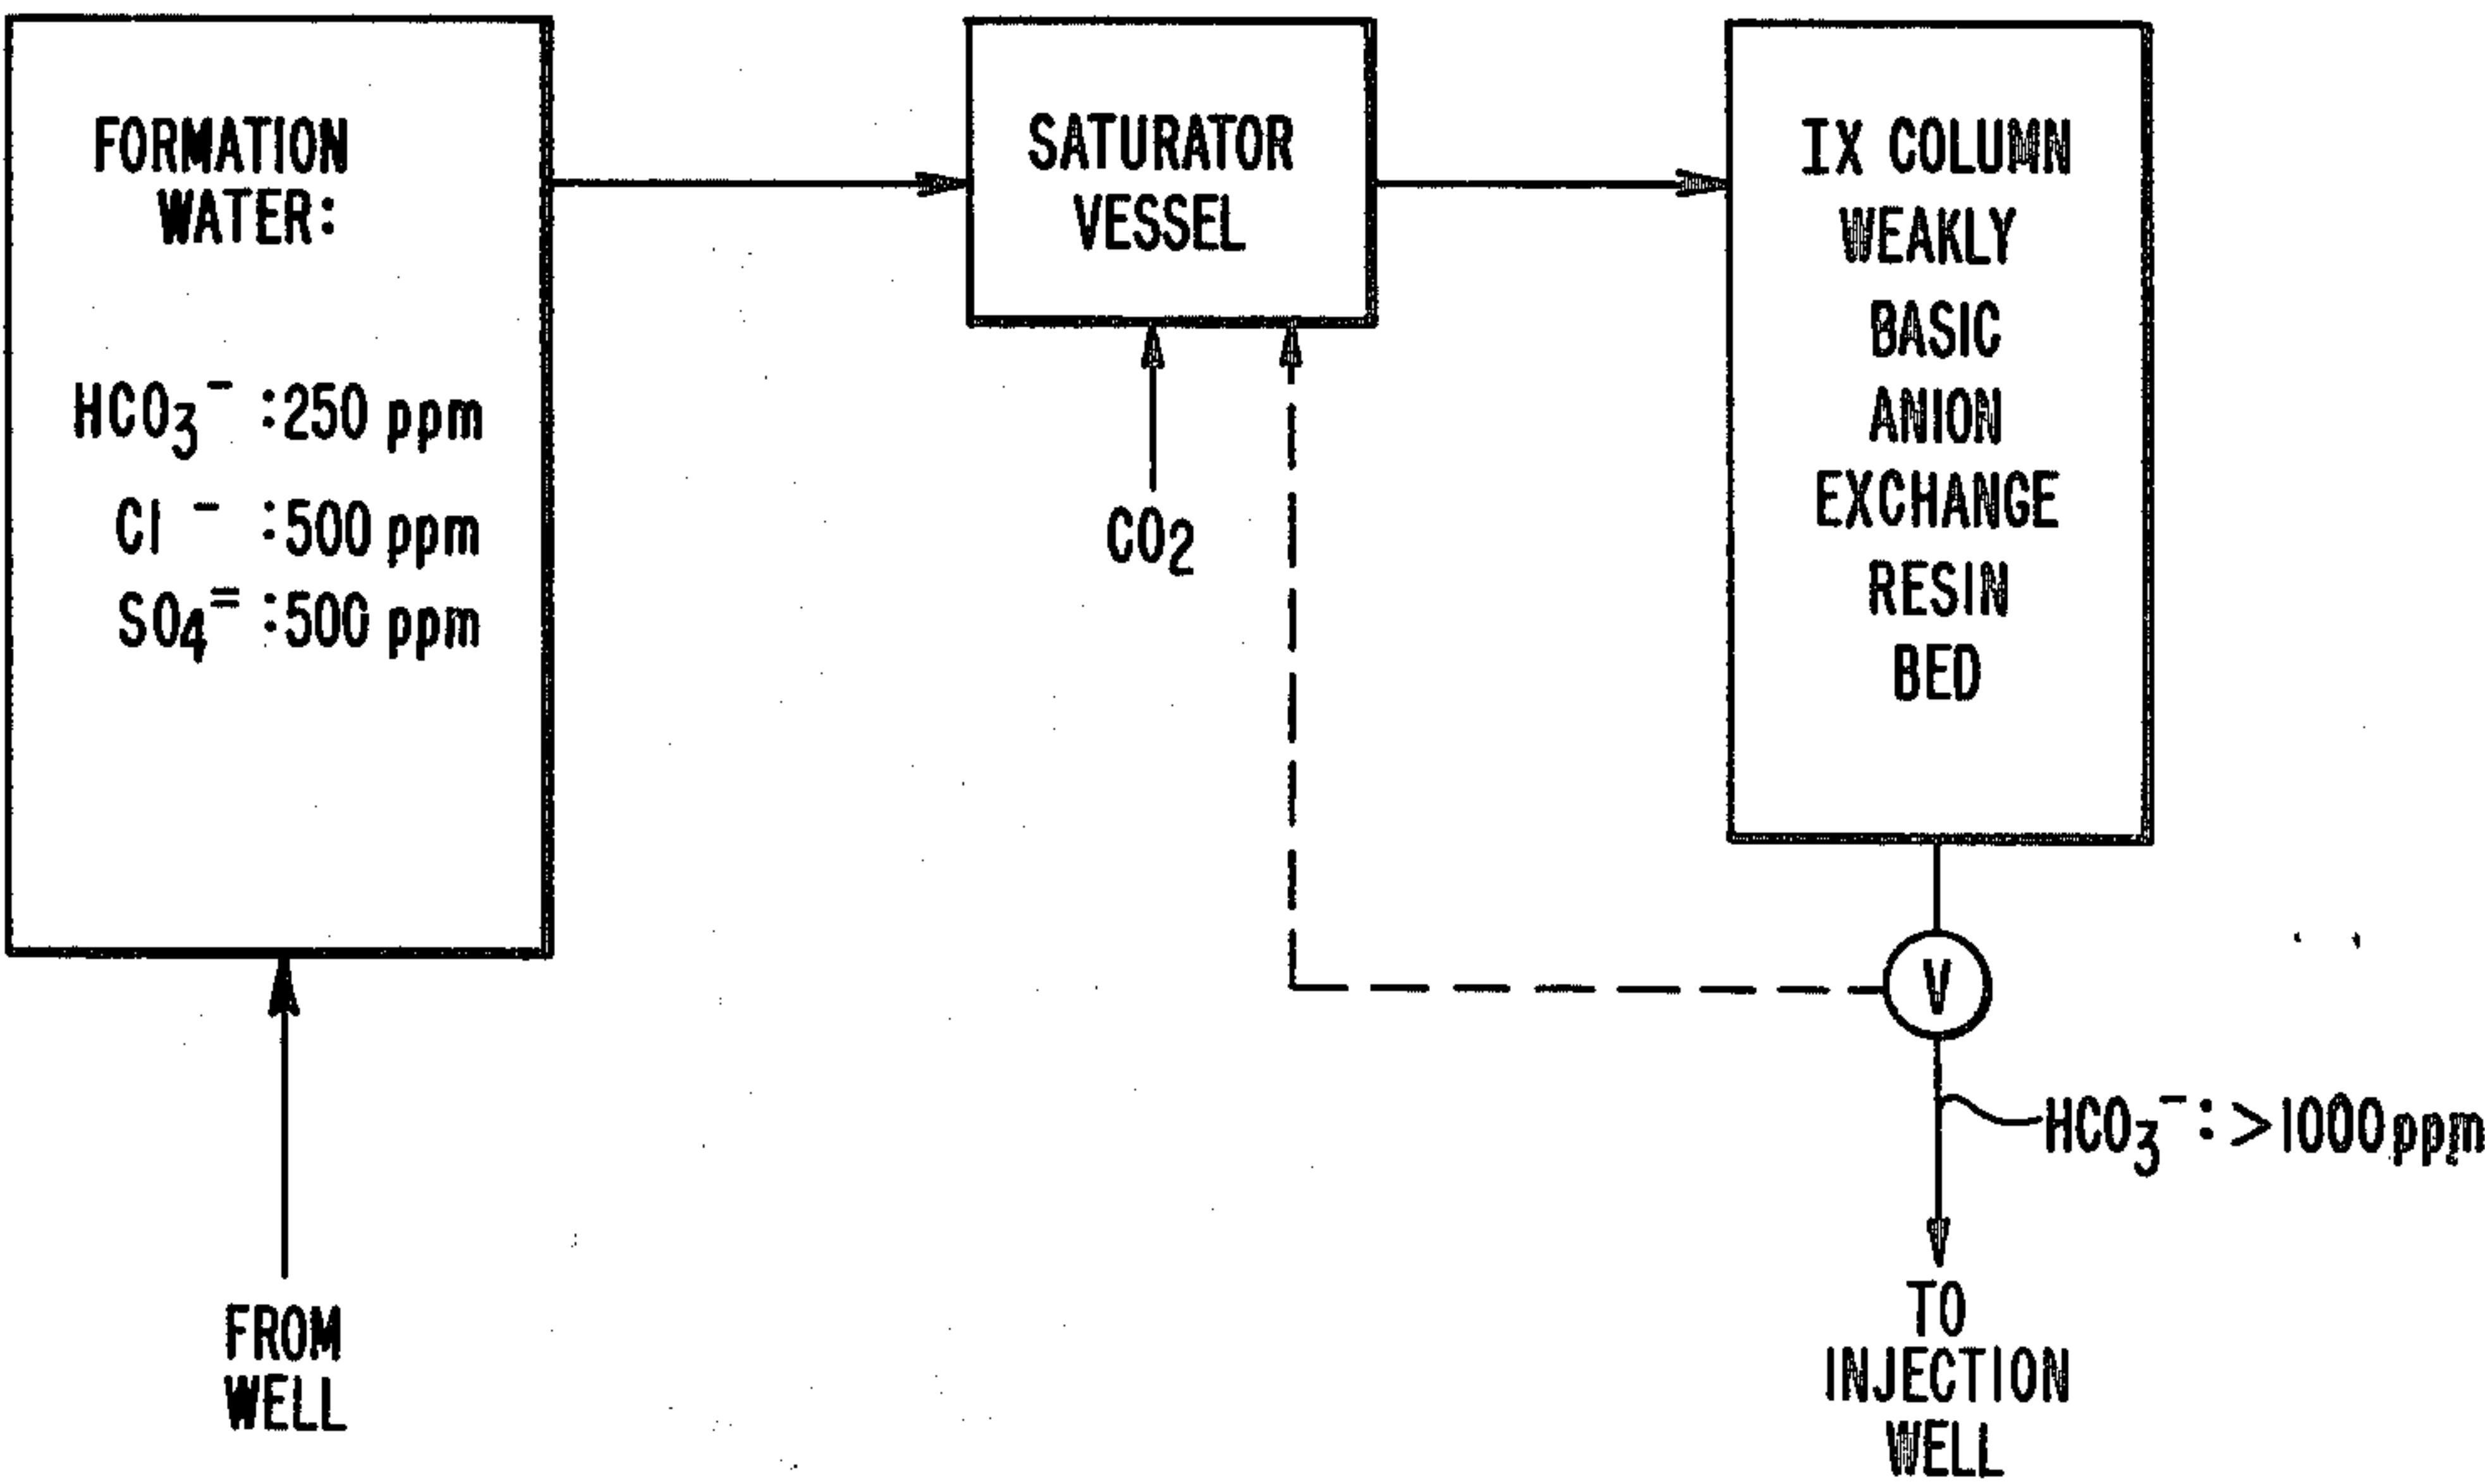 FORMATION
WATER:
HCO₃⁻ :250 ppm
Cl ⁻ :500 ppm
SO₄⁼ :500 ppm
FROM
WELL
SATURATOR
VESSEL
CO₂
IX COLUMN
WEAKLY
BASIC
ANION
EXCHANGE
RESIN
BED
V
HCO₃⁻: >1000 ppm
TO
INJECTION
WELL